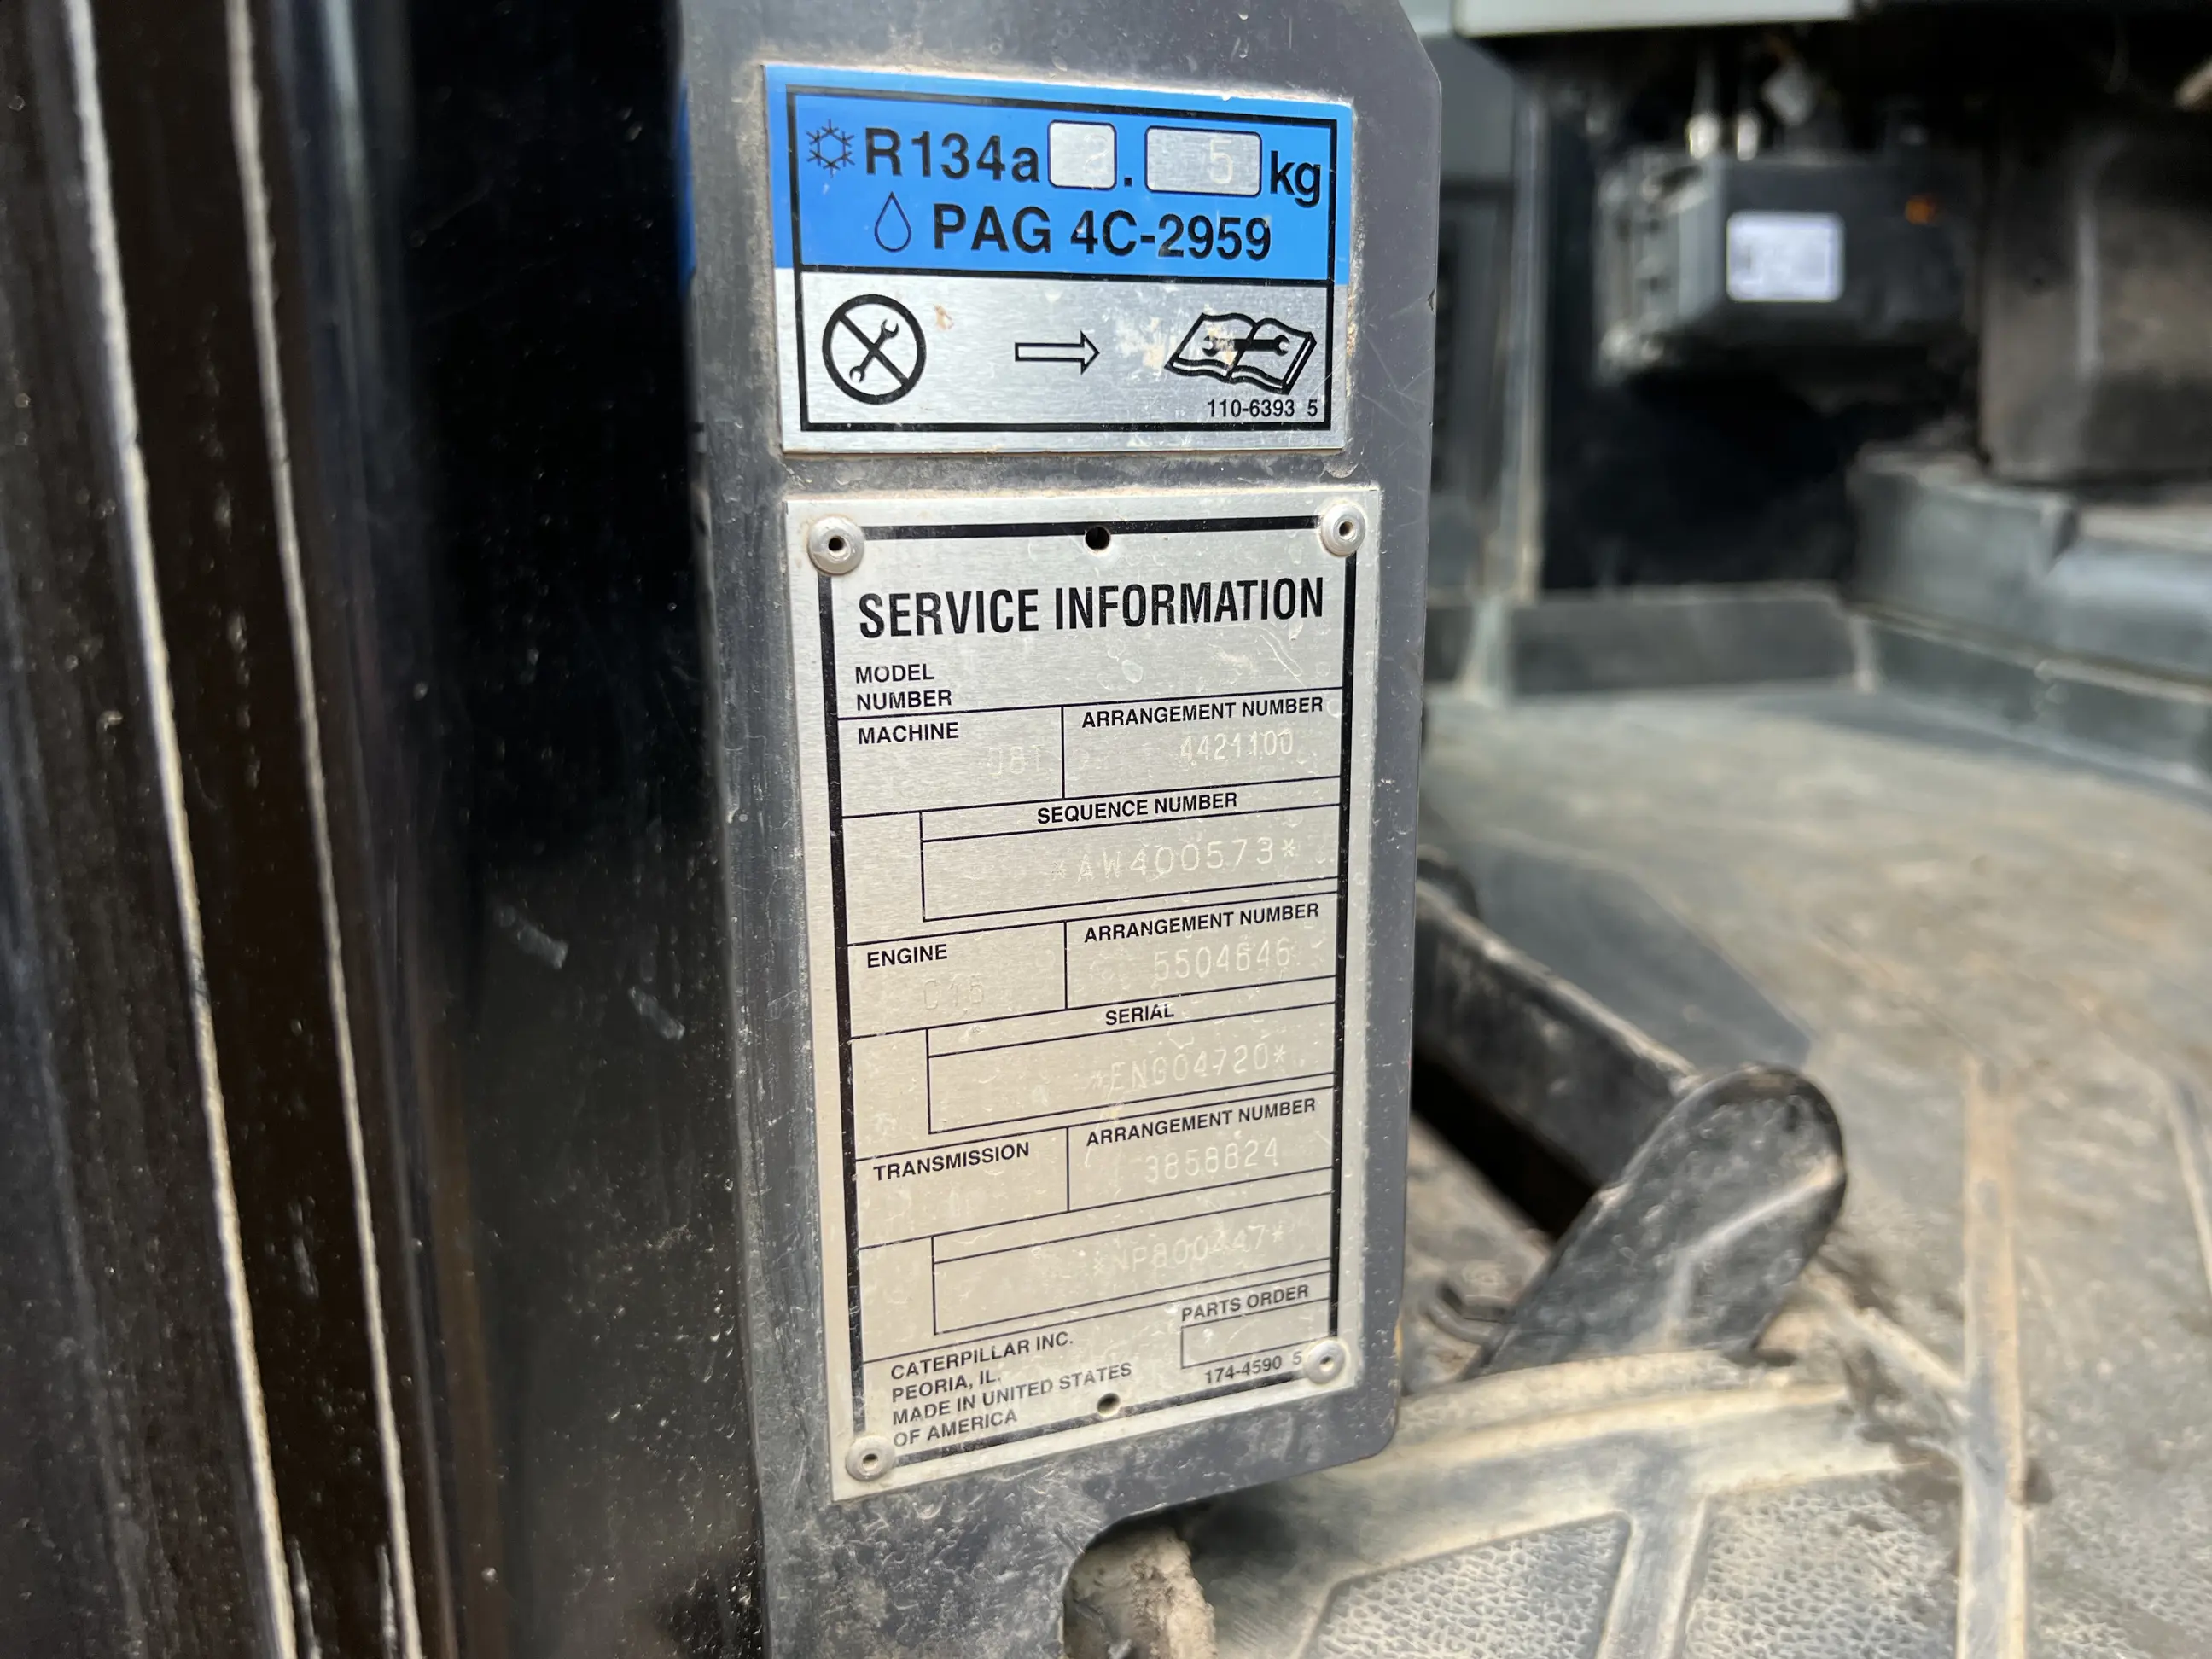 R134a 2 . 5 kg
PAG 4C-2959
110-6393 5
SERVICE INFORMATION
MODEL
NUMBER
MACHINE
ARRANGEMENT NUMBER
4421100
SEQUENCE NUMBER
*AW400573*
ENGINE
C15
ARRANGEMENT NUMBER
5504646
SERIAL
*ENG04720*
TRANSMISSION
ARRANGEMENT NUMBER
3858824
PARTS ORDER
CATERPILLAR INC.
PEORIA, IL.
MADE IN UNITED STATES
OF AMERICA
174-4590 5